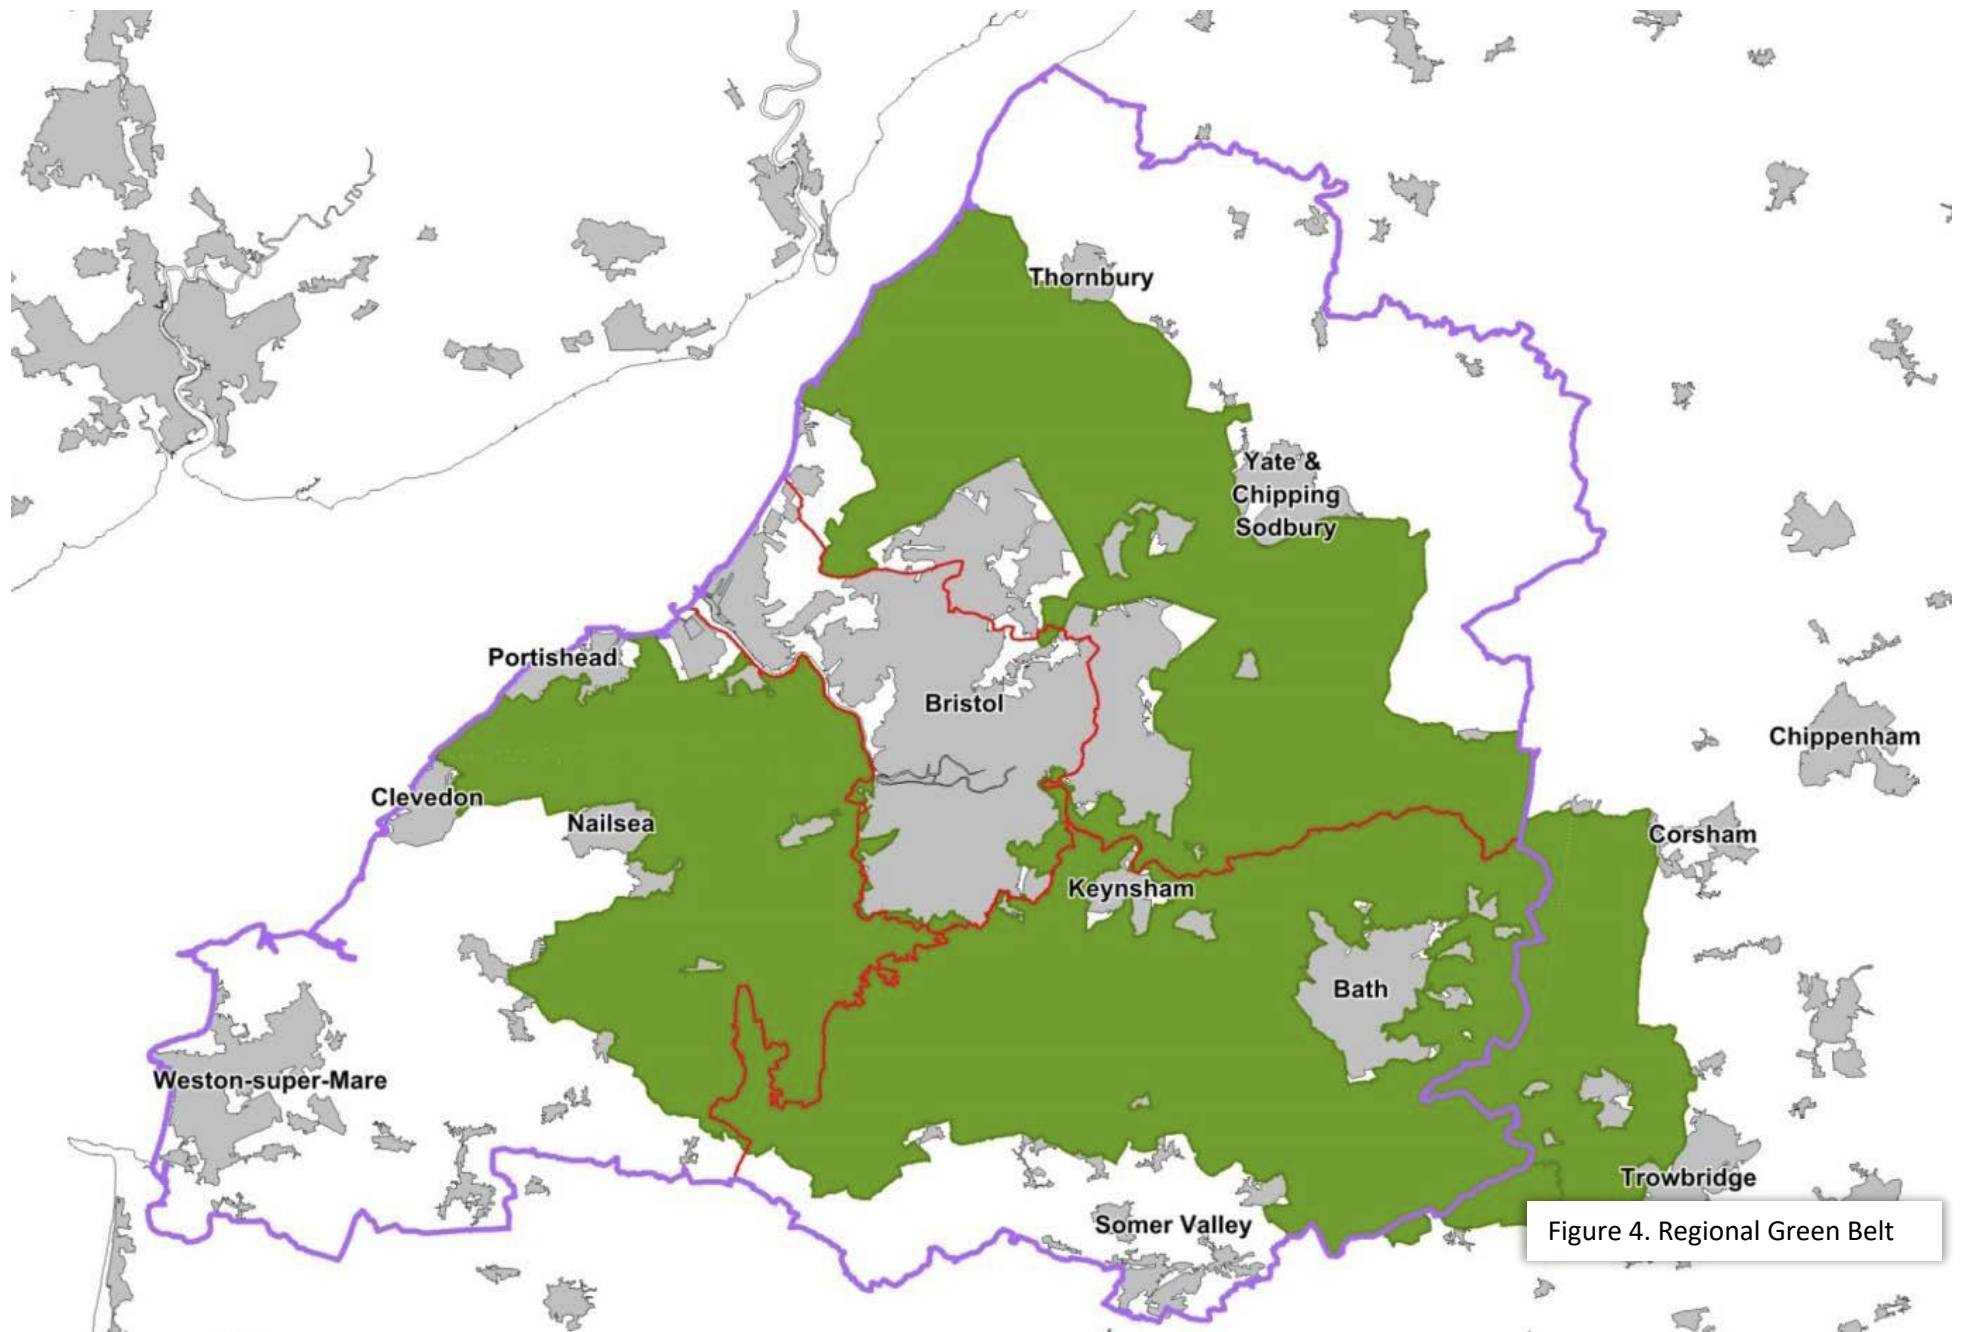 Thornbury
Yate &
Chipping
Sodbury
Portishead
Bristol
Chippenham
Clevedon
Nailsea
Corsham
Keynsham
Bath
Weston-super-Mare
Trowbridge
Somer Valley
Figure 4. Regional Green Belt